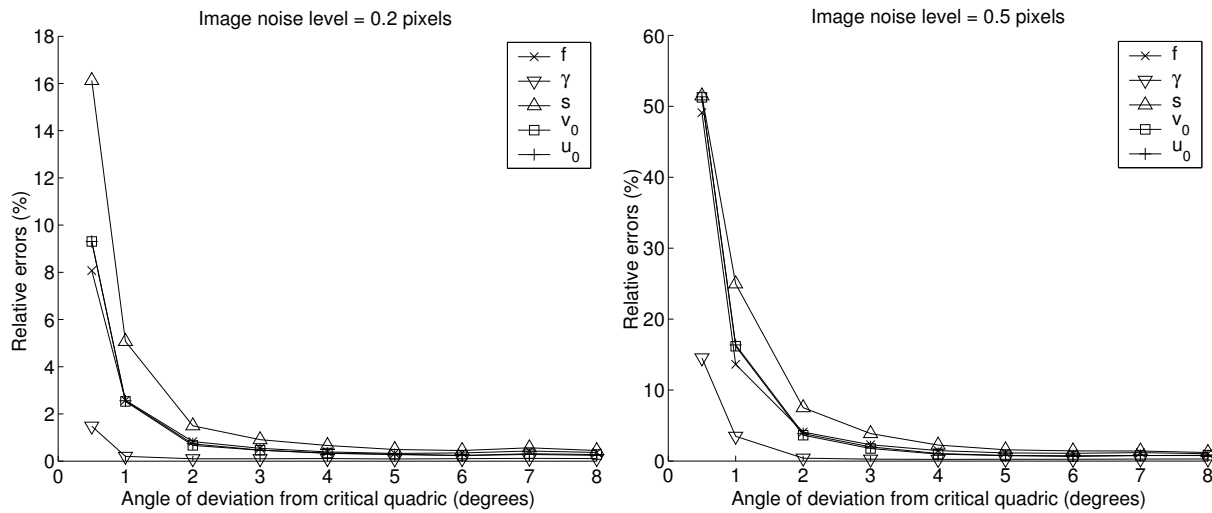 Image noise level = 0.2 pixels
18
16
14
12
10
8
6
4
2
0
Relative errors (%)
f
γ
s
v0
u0
0 1 2 3 4 5 6 7 8
Angle of deviation from critical quadric (degrees)
Image noise level = 0.5 pixels
60
50
40
30
20
10
0
Relative errors (%)
f
γ
s
v0
u0
0 1 2 3 4 5 6 7 8
Angle of deviation from critical quadric (degrees)